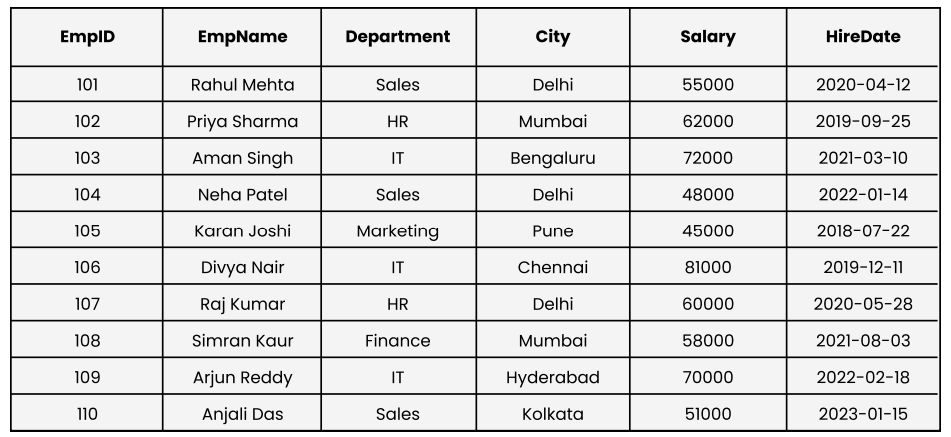 EmpID EmpName Department City Salary HireDate
101 Rahul Mehta Sales Delhi 55000 2020-04-12
102 Priya Sharma HR Mumbai 62000 2019-09-25
103 Aman Singh IT Bengaluru 72000 2021-03-10
104 Neha Patel Sales Delhi 48000 2022-01-14
105 Karan Joshi Marketing Pune 45000 2018-07-22
106 Divya Nair IT Chennai 81000 2019-12-11
107 Raj Kumar HR Delhi 60000 2020-05-28
108 Simran Kaur Finance Mumbai 58000 2021-08-03
109 Arjun Reddy IT Hyderabad 70000 2022-02-18
110 Anjali Das Sales Kolkata 51000 2023-01-15